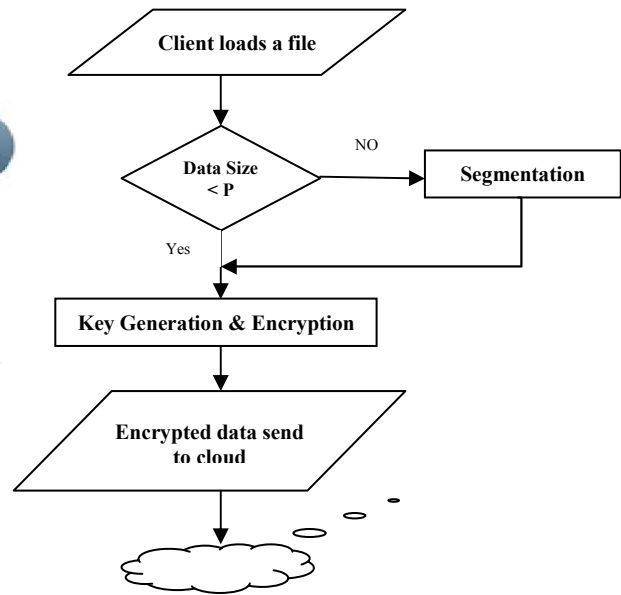 Client loads a file
Data Size
< P
NO
Segmentation
Yes
Key Generation & Encryption
Encrypted data send
to cloud